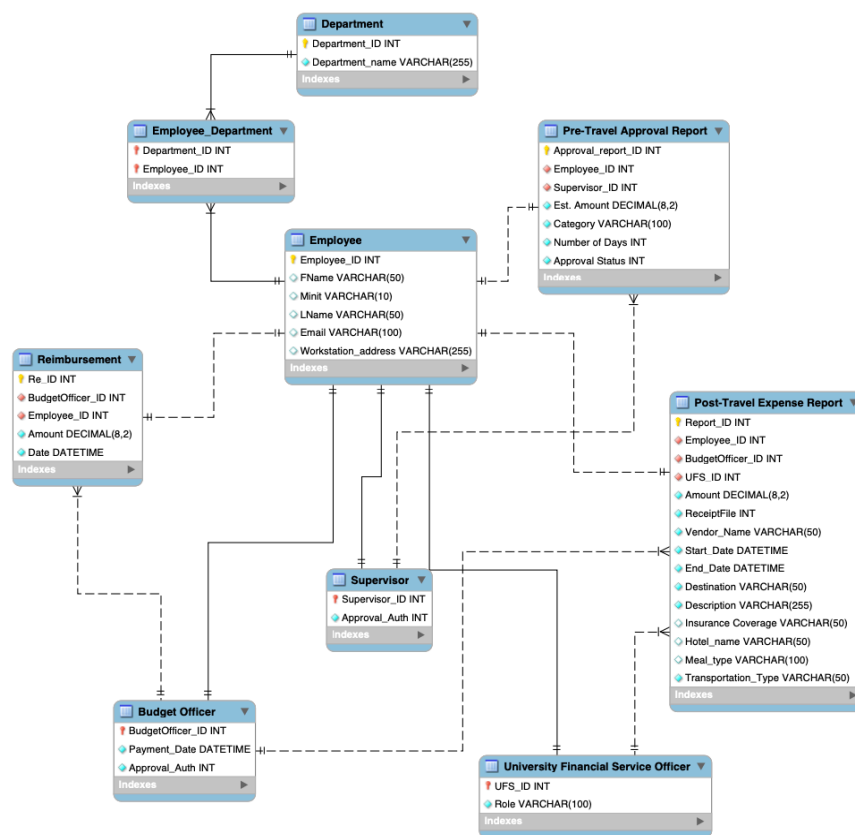 Department
Department_ID INT
Department_name VARCHAR(255)
Indexes
Employee_Department
Department_ID INT
Employee_ID INT
Indexes
Pre-Travel Approval Report
Approval_report_ID INT
Employee_ID INT
Supervisor_ID INT
Est. Amount DECIMAL(8,2)
Category VARCHAR(100)
Number of Days INT
Approval Status INT
Indexes
Employee
Employee_ID INT
FName VARCHAR(50)
Minit VARCHAR(10)
LName VARCHAR(50)
Email VARCHAR(100)
Workstation_address VARCHAR(255)
Indexes
Reimbursement
Re_ID INT
BudgetOfficer_ID INT
Employee_ID INT
Amount DECIMAL(8,2)
Date DATETIME
Indexes
Post-Travel Expense Report
Report_ID INT
Employee_ID INT
BudgetOfficer_ID INT
UFS_ID INT
Amount DECIMAL(8,2)
ReceiptFile INT
Vendor_Name VARCHAR(50)
Start_Date DATETIME
End_Date DATETIME
Destination VARCHAR(50)
Description VARCHAR(255)
Insurance Coverage VARCHAR(50)
Hotel_name VARCHAR(50)
Meal_type VARCHAR(100)
Transportation_Type VARCHAR(50)
Indexes
Supervisor
Supervisor_ID INT
Approval_Auth INT
Indexes
Budget Officer
BudgetOfficer_ID INT
Payment_Date DATETIME
Approval_Auth INT
Indexes
University Financial Service Officer
UFS_ID INT
Role VARCHAR(100)
Indexes